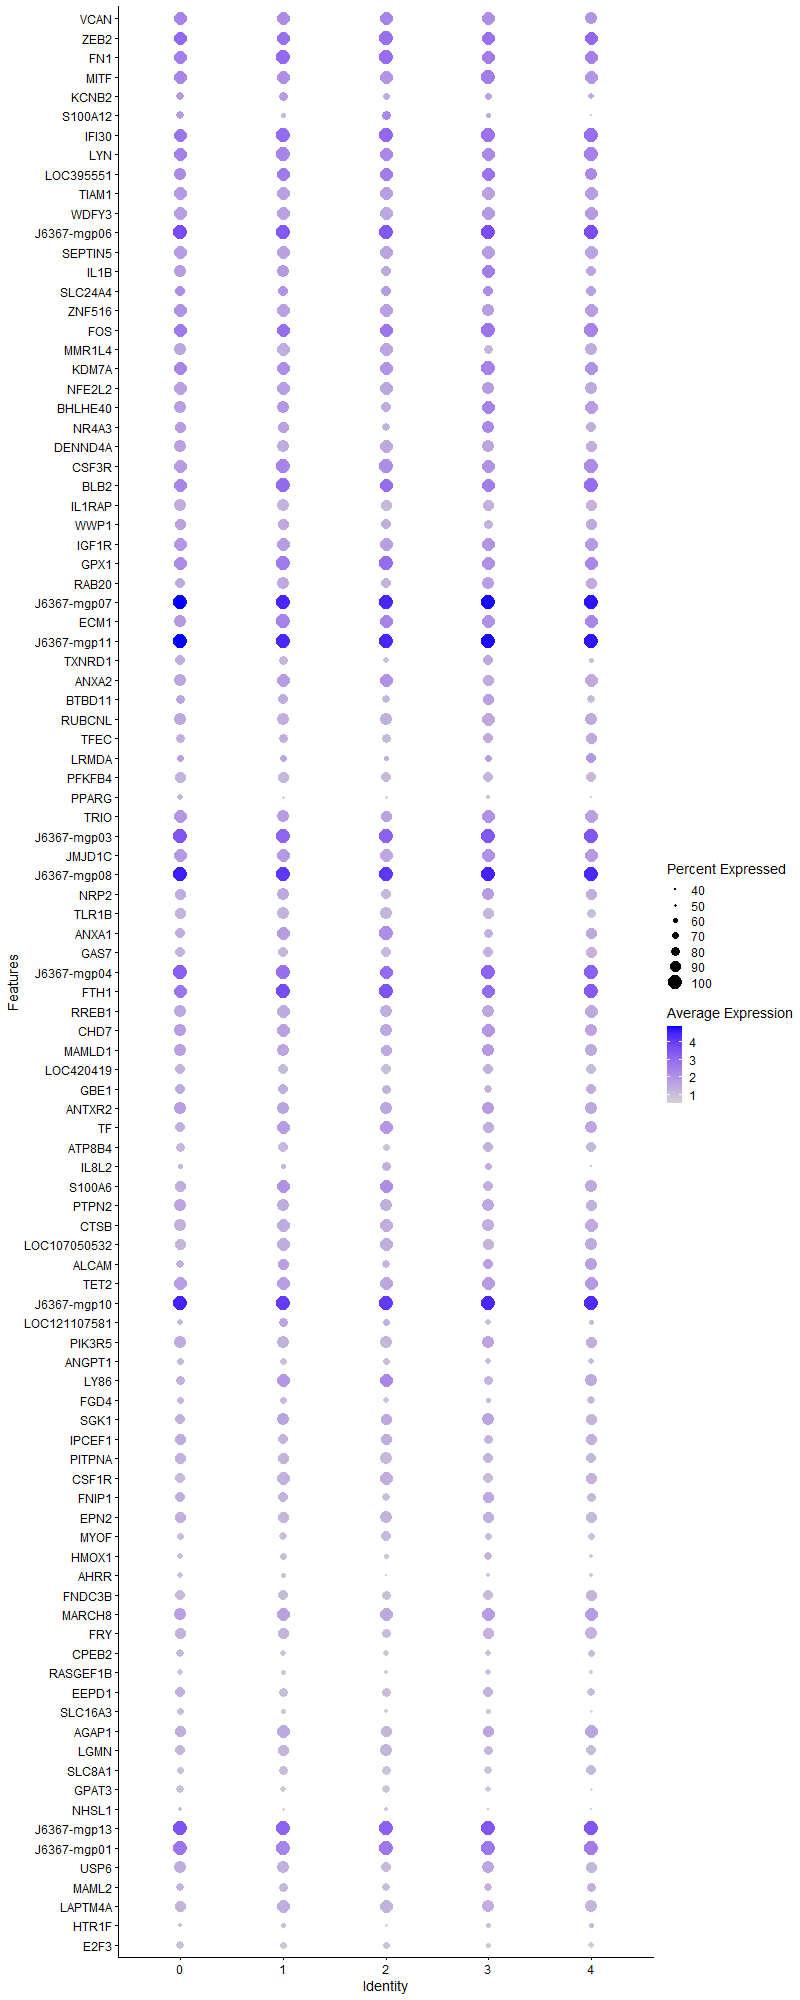 VCAN
ZEB2
FN1
MITF
KCNB2
S100A12
IFI30
LYN
LOC395551
TIAM1
WDFY3
J6367-mgp06
SEPTIN5
IL1B
SLC24A4
ZNF516
FOS
MMR1L4
KDM7A
NFE2L2
BHLHE40
NR4A3
DENND4A
CSF3R
BLB2
IL1RAP
WWP1
IGF1R
GPX1
RAB20
J6367-mgp07
ECM1
J6367-mgp11
TXNRD1
ANXA2
BTBD11
RUBCNL
TFEC
LRMDA
PFKFB4
PPARG
TRIO
J6367-mgp03
JMJD1C
J6367-mgp08
NRP2
TLR1B
ANXA1
GAS7
J6367-mgp04
FTH1
RREB1
CHD7
MAMLD1
LOC420419
GBE1
ANTXR2
TF
ATP8B4
IL8L2
S100A6
PTPN2
CTSB
LOC107050532
ALCAM
TET2
J6367-mgp10
LOC121107581
PIK3R5
ANGPT1
LY86
FGD4
SGK1
IPCEF1
PITPNA
CSF1R
FNIP1
EPN2
MYOF
HMOX1
AHRR
FNDC3B
MARCH8
FRY
CPEB2
RASGEF1B
EEPD1
SLC16A3
AGAP1
LGMN
SLC8A1
GPAT3
NHSL1
J6367-mgp13
J6367-mgp01
USP6
MAML2
LAPTM4A
HTR1F
E2F3
Features
0 1 2 3 4
Identity
Percent Expressed
40
50
60
70
80
90
100
Average Expression
4
3
2
1